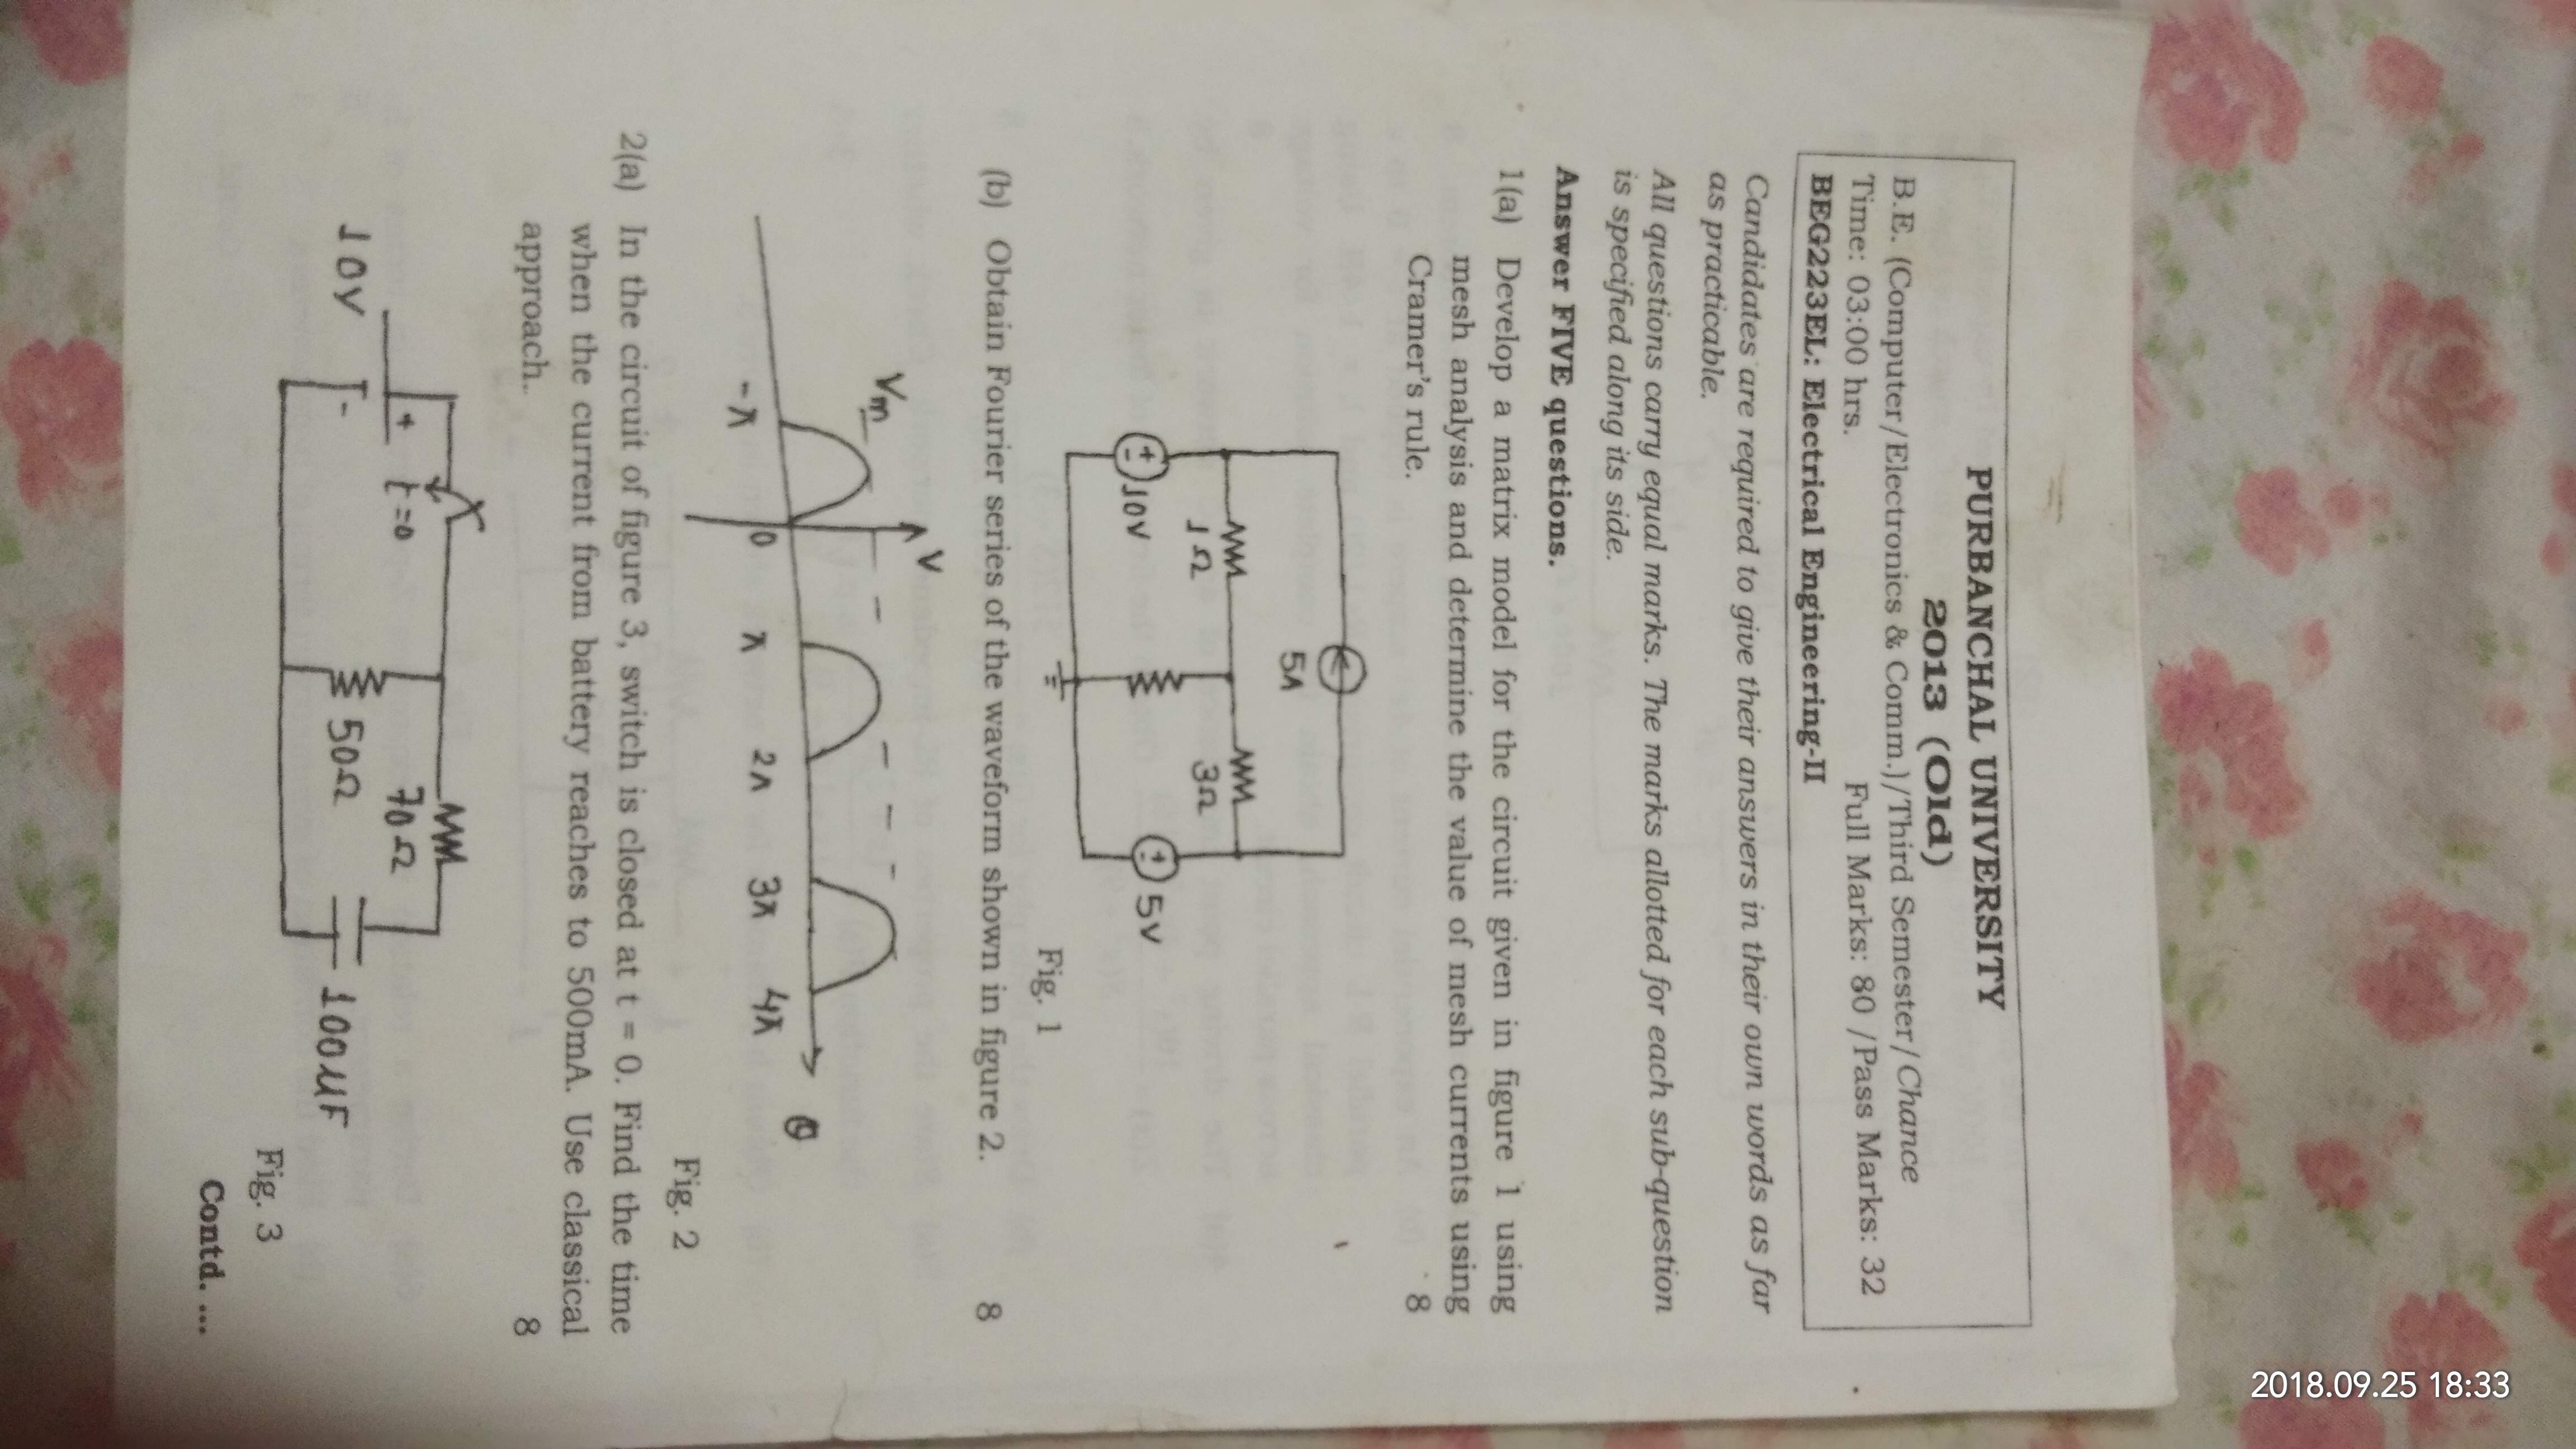 2018.09.25 18:33
PURBANCHAL UNIVERSITY
2013 (Old)
B.E. (Computer/Electronics & Comm.)/Third Semester/Chance
Time: 03:00 hrs. Full Marks: 80 /Pass Marks: 32
BEG223EL: Electrical Engineering-II
Candidates are required to give their answers in their own words as far
as practicable.
All questions carry equal marks. The marks allotted for each sub-question
is specified along its side.
Answer FIVE questions.
1(a) Develop a matrix model for the circuit given in figure 1 using
mesh analysis and determine the value of mesh currents using
Cramer's rule. 8
5A
1Ω 3Ω
+ - 10V + - 5V
Fig. 1
(b) Obtain Fourier series of the waveform shown in figure 2. 8
V
Vm
-π 0 π 2π 3π 4π θ
Fig. 2
2(a) In the circuit of figure 3, switch is closed at t = 0. Find the time
when the current from battery reaches to 500mA. Use classical
approach. 8
+ t=0 70Ω
10V - 50Ω 100μF
Fig. 3
Contd. ...